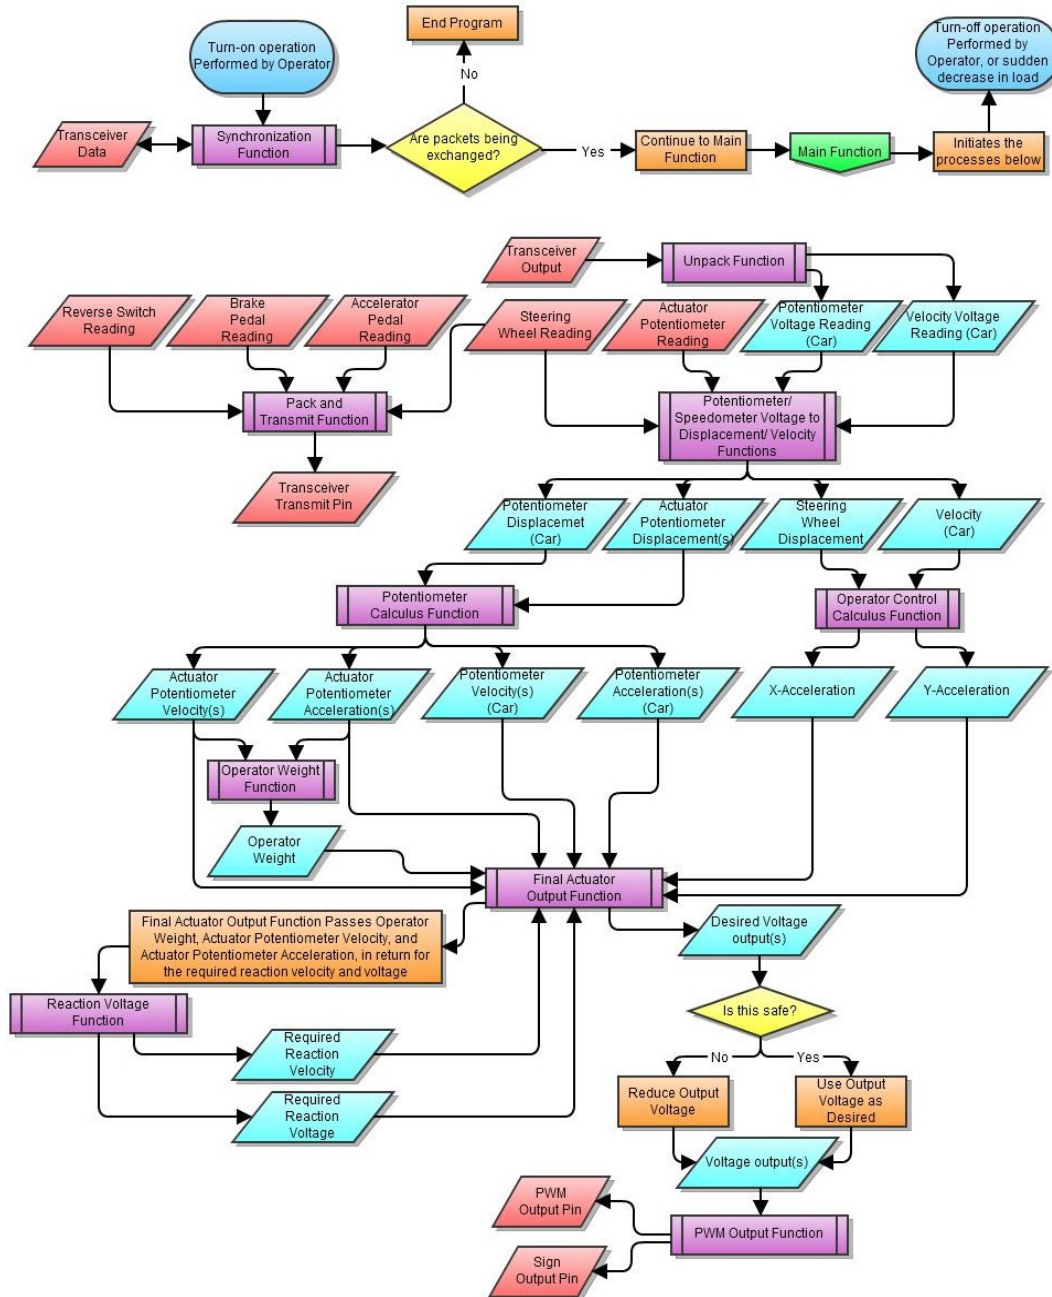 Turn-on operation
Performed by Operator
End Program
Turn-off operation
Performed by
Operator, or sudden
decrease in load
No
Transceiver
Data
Synchronization
Function
Are packets being
exchanged?
Yes
Continue to Main
Function
Main Function
Initiates the
processes below
Transceiver
Output
Unpack Function
Reverse Switch
Reading
Brake
Pedal
Reading
Accelerator
Pedal
Reading
Steering
Wheel Reading
Actuator
Potentiometer
Reading
Potentiometer
Voltage Reading
(Car)
Velocity Voltage
Reading (Car)
Pack and
Transmit Function
Potentiometer/
Speedometer Voltage to
Displacement/ Velocity
Functions
Transceiver
Transmit Pin
Potentiometer
Displacemet
(Car)
Actuator
Potentiometer
Displacement(s)
Steering
Wheel
Displacement
Velocity
(Car)
Potentiometer
Calculus Function
Operator Control
Calculus Function
Actuator
Potentiometer
Velocity(s)
Actuator
Potentiometer
Acceleration(s)
Potentiometer
Velocity(s)
(Car)
Potentiometer
Acceleration(s)
(Car)
X-Acceleration
Y-Acceleration
Operator Weight
Function
Operator
Weight
Final Actuator
Output Function
Final Actuator Output Function Passes Operator
Weight, Actuator Potentiometer Velocity, and
Actuator Potentiometer Acceleration, in return for
the required reaction velocity and voltage
Desired Voltage
output(s)
Reaction Voltage
Function
Is this safe?
Required
Reaction
Velocity
No
Yes
Required
Reaction
Voltage
Reduce Output
Voltage
Use Output
Voltage as
Desired
Voltage output(s)
PWM
Output Pin
PWM Output Function
Sign
Output Pin